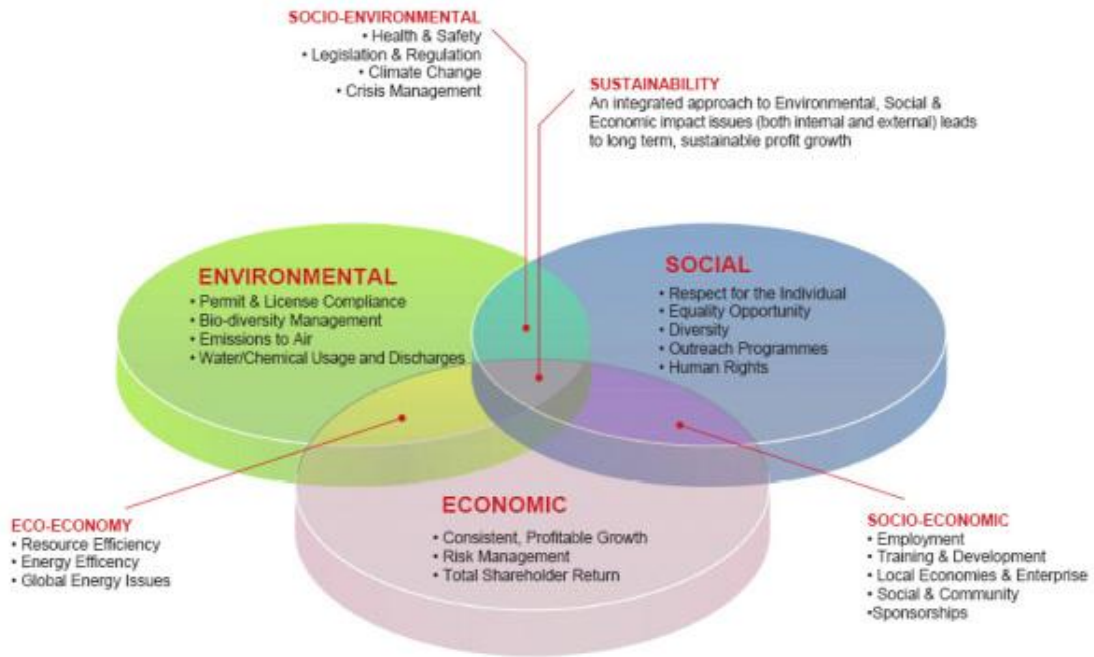 SOCIO-ENVIRONMENTAL
• Health & Safety
• Legislation & Regulation
• Climate Change
• Crisis Management
SUSTAINABILITY
An integrated approach to Environmental, Social &
Economic impact issues (both internal and external) leads
to long term, sustainable profit growth
ENVIRONMENTAL
• Permit & License Compliance
• Bio-diversity Management
• Emissions to Air
• Water/Chemical Usage and Discharges
SOCIAL
• Respect for the Individual
• Equality Opportunity
• Diversity
• Outreach Programmes
• Human Rights
ECO-ECONOMY
• Resource Efficiency
• Energy Efficency
• Global Energy Issues
ECONOMIC
• Consistent, Profitable Growth
• Risk Management
• Total Shareholder Return
SOCIO-ECONOMIC
• Employment
• Training & Development
• Local Economies & Enterprise
• Social & Community
•Sponsorships